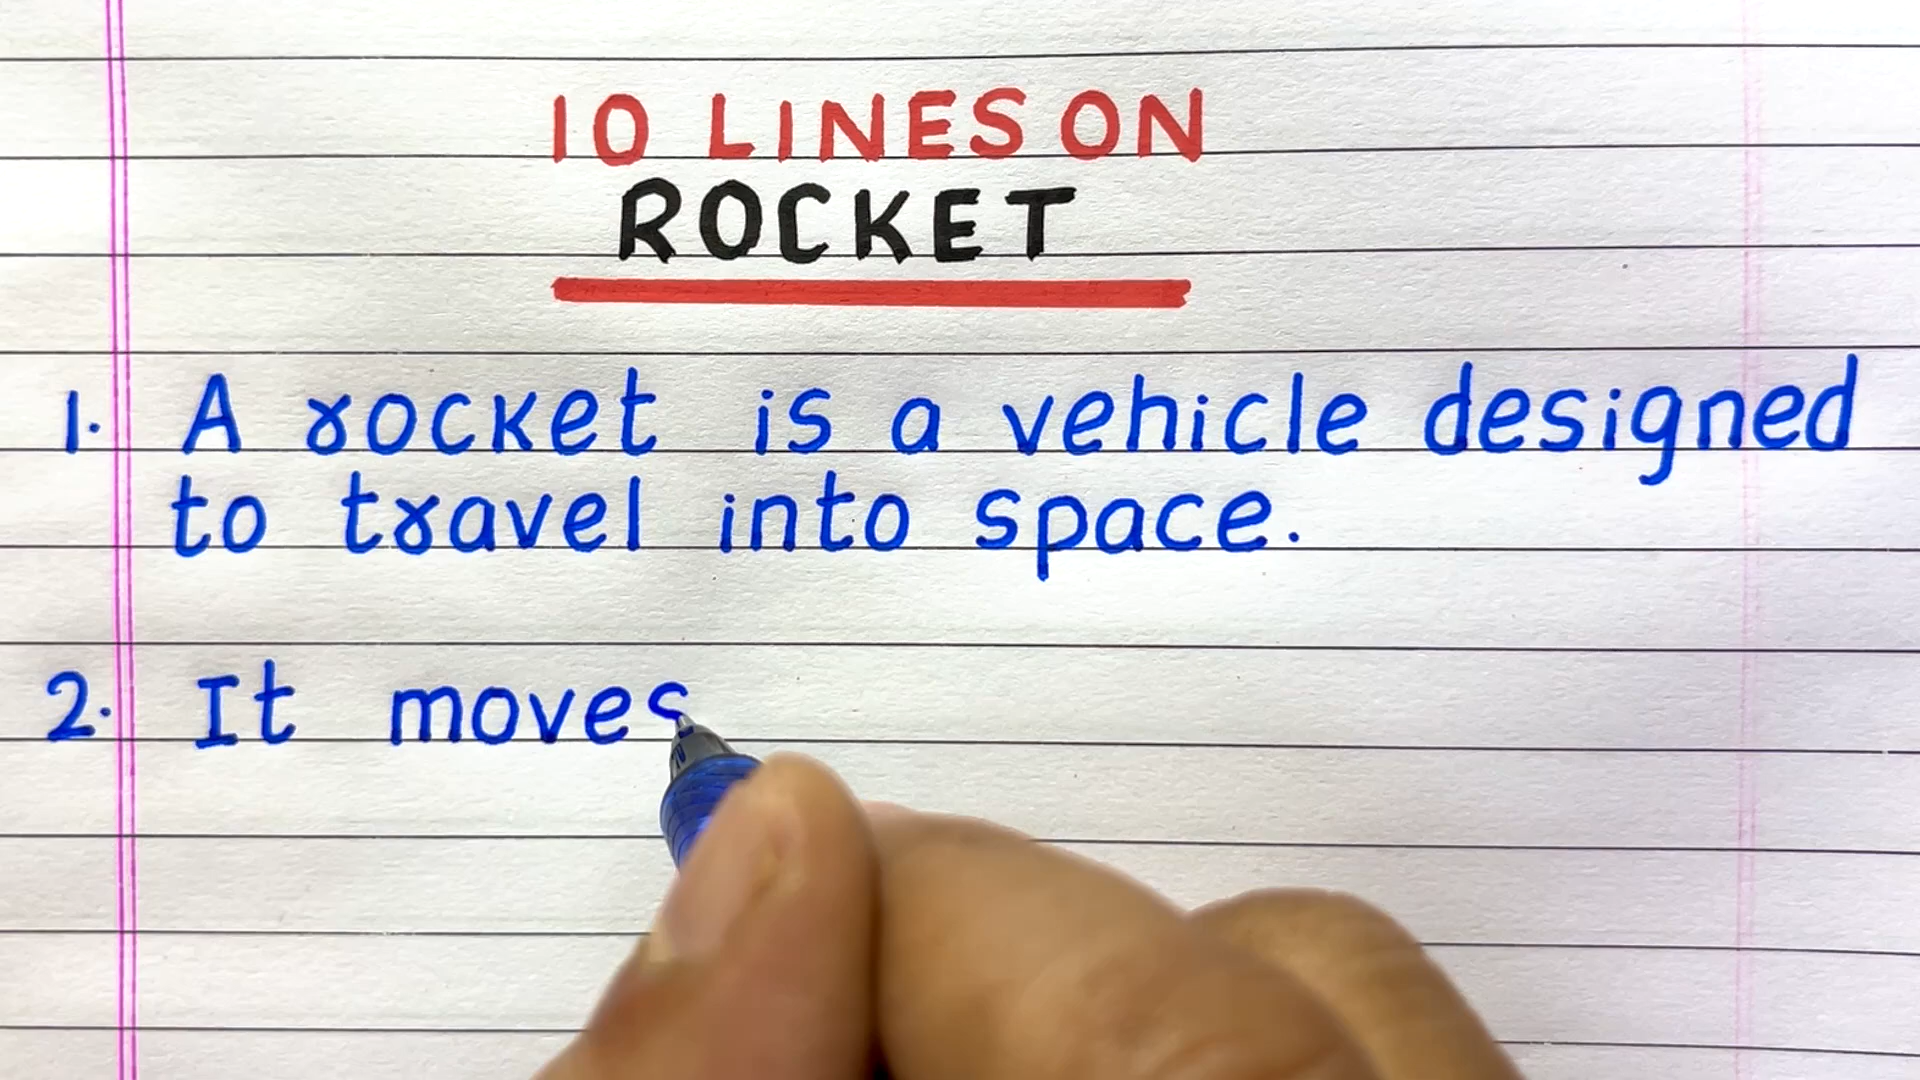 10 LINES ON
ROCKET
1. A rocket is a vehicle designed
to travel into space.
2. It moves